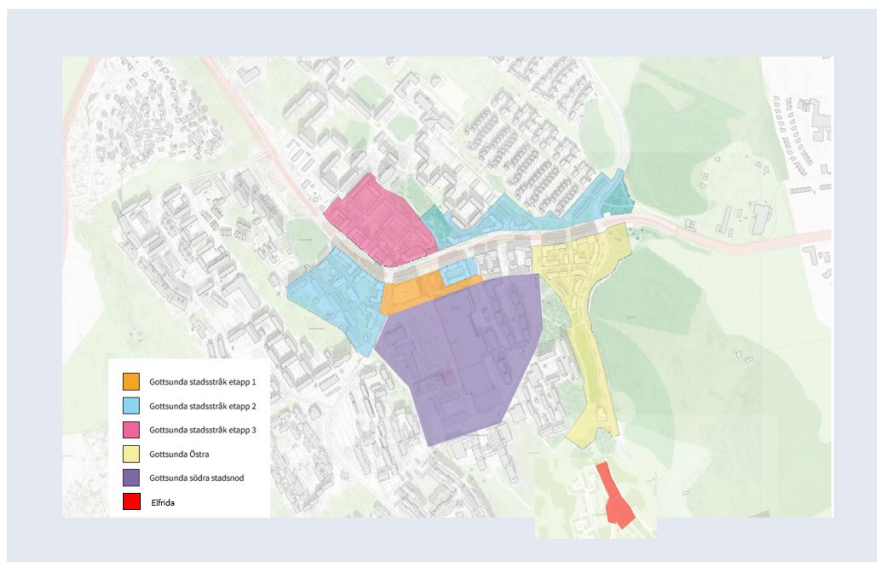 Gottsunda stadsstråk etapp 1
Gottsunda stadsstråk etapp 2
Gottsunda stadsstråk etapp 3
Gottsunda Östra
Gottsunda södra stadsnod
Elfrida